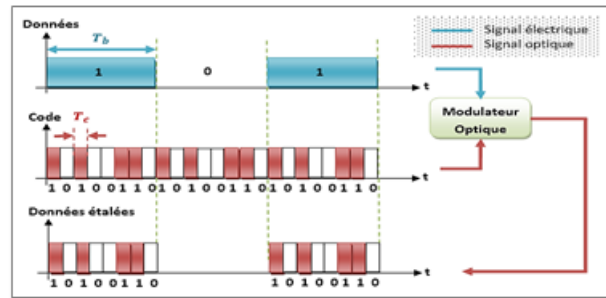 Données
T_b
1 0 1
t
Signal électrique
Signal optique
Code
T_c
t
1 0 1 0 0 1 1 0 1 0 1 0 0 1 1 0 1 0 1 0 0 1 1 0
Modulateur
Optique
Données étalées
t
1 0 1 0 0 1 1 0 1 0 1 0 0 1 1 0